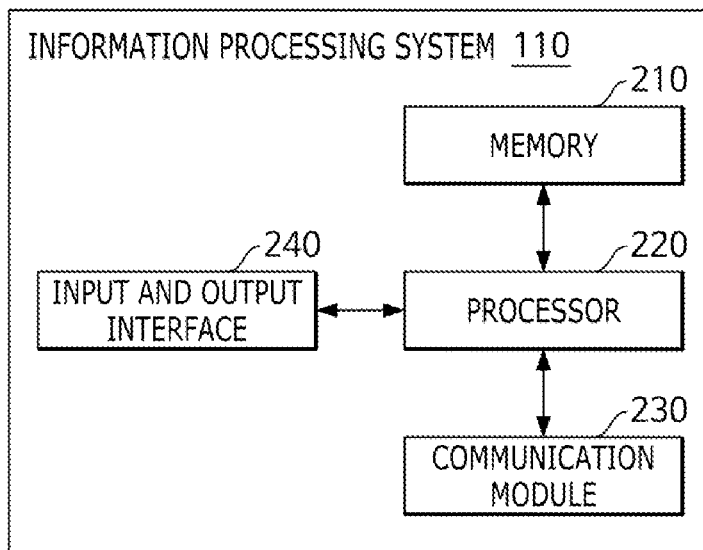 INFORMATION PROCESSING SYSTEM 110
210
MEMORY
240
220
INPUT AND OUTPUT
INTERFACE
PROCESSOR
230
COMMUNICATION
MODULE